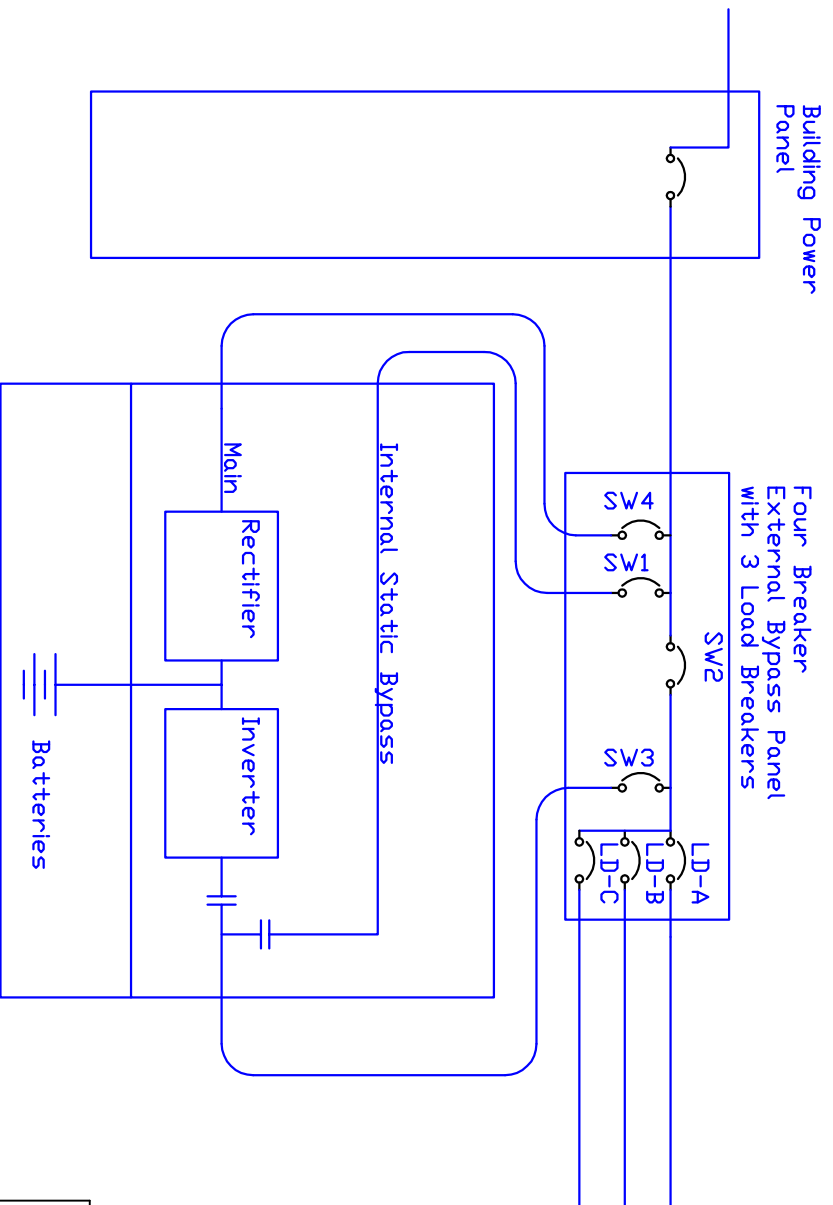 Building Power
Panel
Four Breaker
External Bypass Panel
with 3 Load Breakers
SW4
SW1
SW2
SW3
LD-A
LD-B
LD-C
Internal Static Bypass
Main
Rectifier
Inverter
Batteries